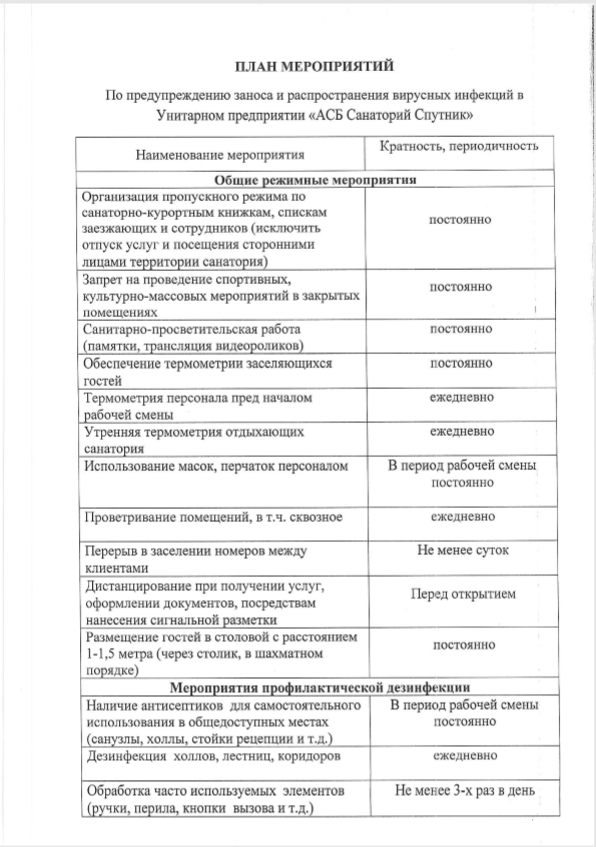 ПЛАН МЕРОПРИЯТИЙ
По предупреждению заноса и распространения вирусных инфекций в
Унитарном предприятии «АСБ Санаторий Спутник»
Наименование мероприятия
Кратность, периодичность
Общие режимные мероприятия
Организация пропускного режима по
санаторно-курортным книжкам, спискам
заезжающих и сотрудников (исключить
отпуск услуг и посещения сторонними
лицами территории санатория)
постоянно
Запрет на проведение спортивных,
культурно-массовых мероприятий в закрытых
помещениях
постоянно
Санитарно-просветительская работа
(памятки, трансляция видеороликов)
постоянно
Обеспечение термометрии заселяющихся
гостей
постоянно
Термометрия персонала пред началом
рабочей смены
ежедневно
Утренняя термометрия отдыхающих
санатория
ежедневно
Использование масок, перчаток персоналом
В период рабочей смены
постоянно
Проветривание помещений, в т.ч. сквозное
ежедневно
Перерыв в заселении номеров между
клиентами
Не менее суток
Дистанцирование при получении услуг,
оформлении документов, посредствам
нанесения сигнальной разметки
Перед открытием
Размещение гостей в столовой с расстоянием
1-1,5 метра (через столик, в шахматном
порядке)
постоянно
Мероприятия профилактической дезинфекции
Наличие антисептиков для самостоятельного
использования в общедоступных местах
(санузлы, холлы, стойки рецепции и т.д.)
В период рабочей смены
постоянно
Дезинфекция холлов, лестниц, коридоров
ежедневно
Обработка часто используемых элементов
(ручки, перила, кнопки вызова и т.д.)
Не менее 3-х раз в день